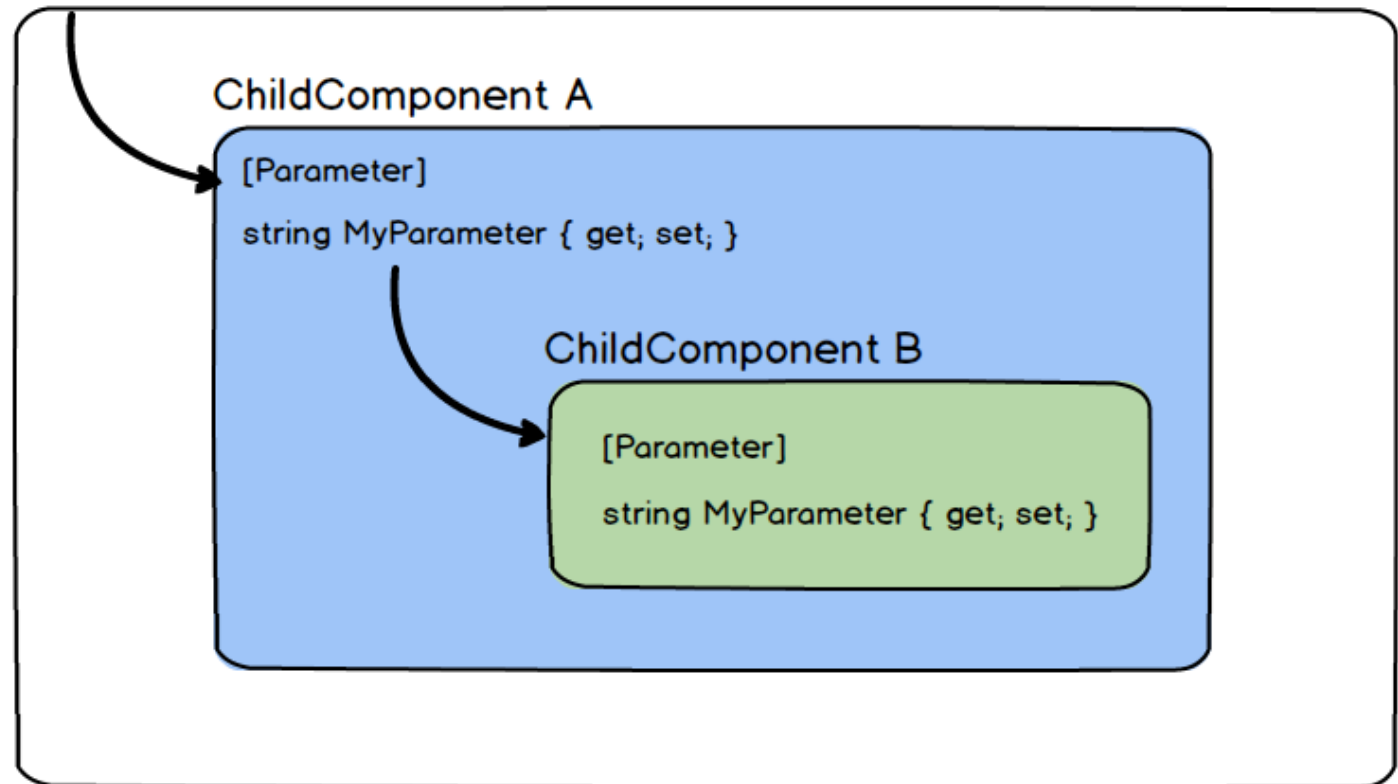 ChildComponent A
[Parameter]
string MyParameter { get; set; }
ChildComponent B
[Parameter]
string MyParameter { get; set; }